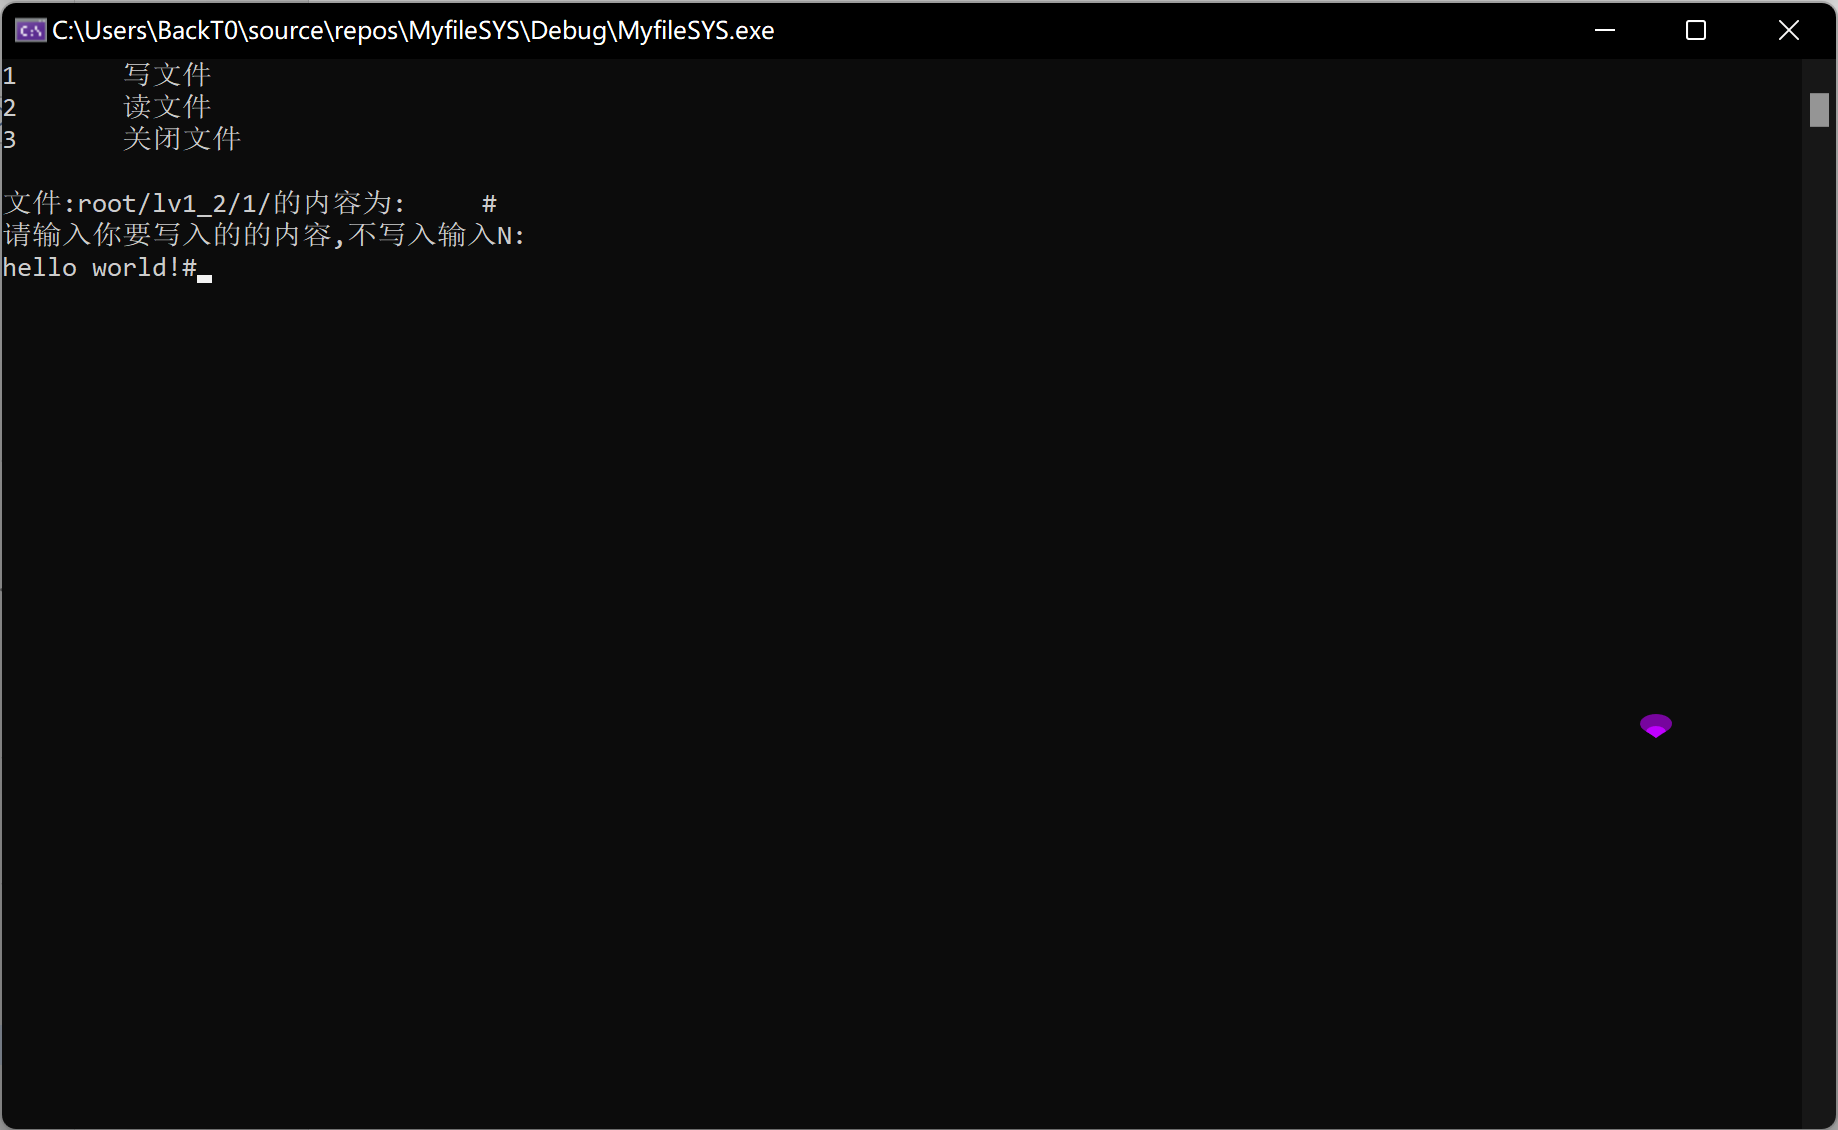 C:\Users\BackT0\source\repos\MyfileSYS\Debug\MyfileSYS.exe
1 写文件
2 读文件
3 关闭文件
文件:root/lv1_2/1/的内容为: #
请输入你要写入的的内容,不写入输入N:
hello world!#